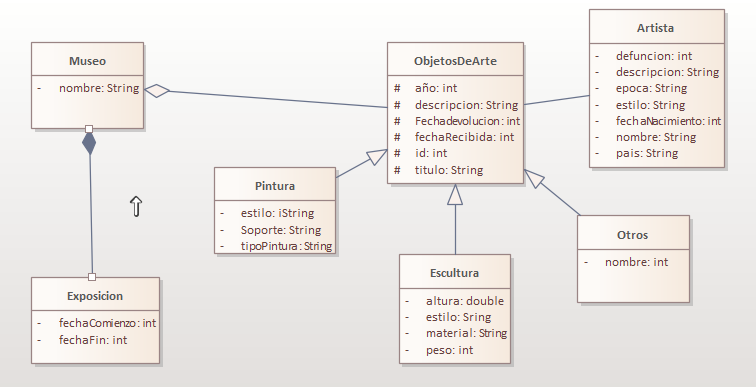 Museo
- nombre: String
ObjetosDeArte
# año: int
# descripcion: String
# Fechadevolucion: int
# fechaRecibida: int
# id: int
# titulo: String
Artista
- defuncion: int
- descripcion: String
- epoca: String
- estilo: String
- fechaNacimiento: int
- nombre: String
- pais: String
Pintura
- estilo: iString
- Soporte: String
- tipoPintura: String
Otros
- nombre: int
Escultura
- altura: double
- estilo: Sring
- material: String
- peso: int
Exposicion
- fechaComienzo: int
- fechaFin: int